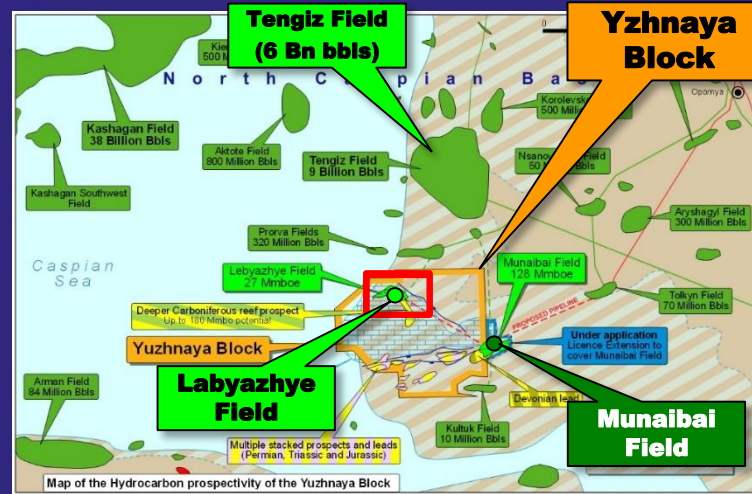 Tengiz Field
(6 Bn bbls)
Yzhnaya
Block
0
North
Bas
Opornya
Kashagan Field
38 Billion Bbls
Aktote Field
800 Million Bbls
Tengiz Field
9 Billion Bbls
Kashagan Southwest
Field
Aryshagyl Field
300 Million Bbls
Prorva Fields
320 Million Bbls
Caspian
Sea
Lebyazhye Field
27 Mmboe
Munaibai Field
128 Mmboe
Tolkyn Field
70 Million Bbls
Deeper Carboniferous reef prospect
Up to 180 Mmbo potential
PROPOSED PIPELINE
Under application
Licence Extension to
cover Munaibai Field
Yuzhnaya Block
Labyazhye
Field
Arman Field
84 Million Bbls
Devonian lead
Kultuk Field
10 Million Bbls
Munaibai
Field
Multiple stacked prospects and leads
(Permian, Triassic and Jurassic)
Map of the Hydrocarbon prospectivity of the Yuzhnaya Block